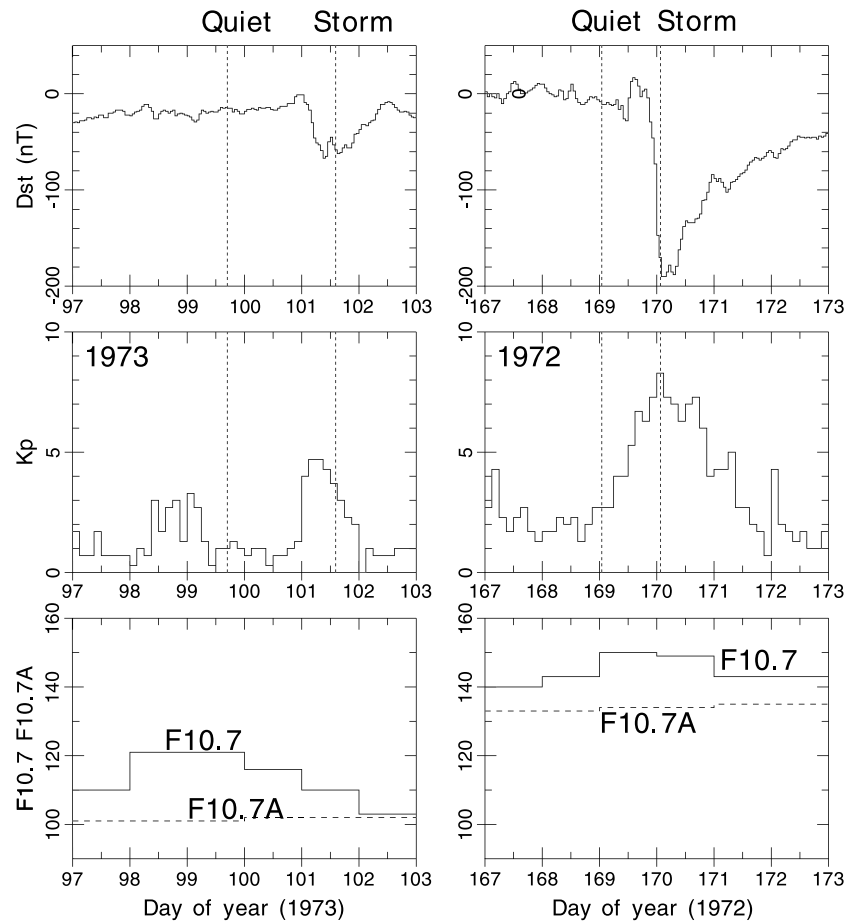 Quiet Storm
Quiet Storm
Dst (nT)
0
-100
-200
97 98 99 100 101 102 103
0
-100
-200
167 168 169 170 171 172 173
Kp
10
5
0
1973
97 98 99 100 101 102 103
10
5
0
1972
167 168 169 170 171 172 173
F10.7 F10.7A
160
140
120
100
F10.7
F10.7A
97 98 99 100 101 102 103
Day of year (1973)
160
140
120
100
F10.7
F10.7A
167 168 169 170 171 172 173
Day of year (1972)